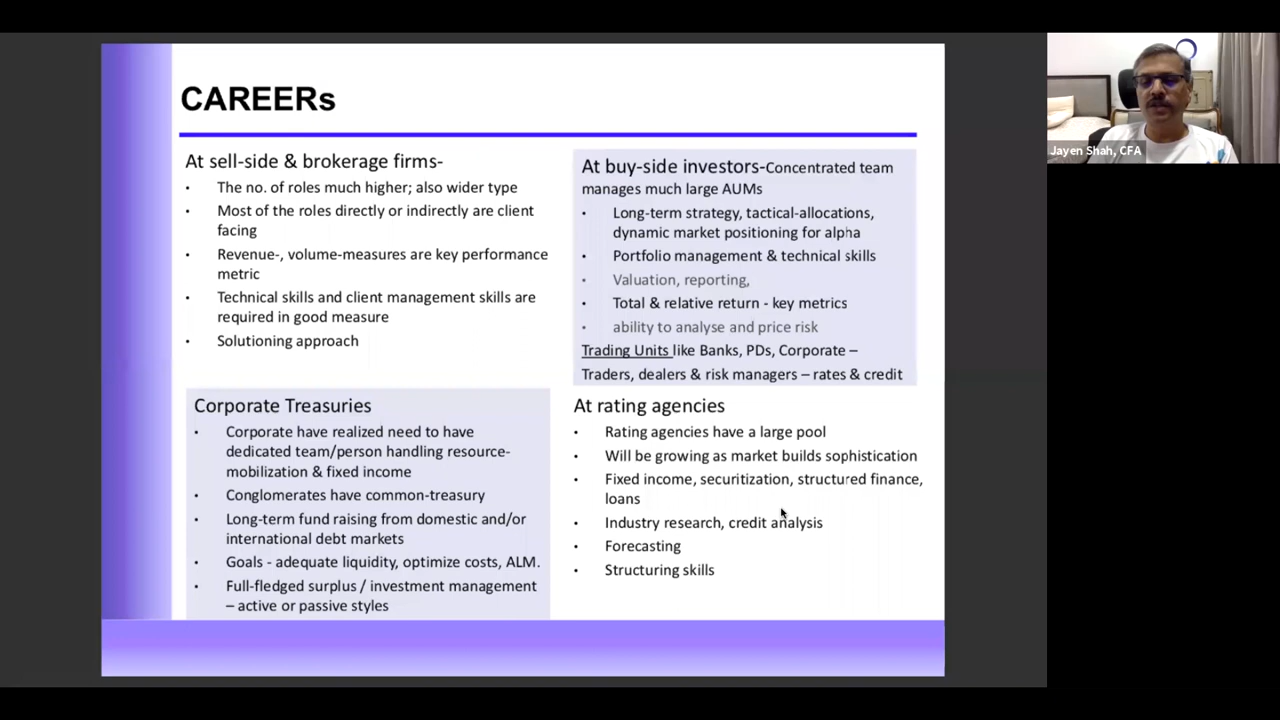 CAREERs
At sell-side & brokerage firms-
• The no. of roles much higher; also wider type
• Most of the roles directly or indirectly are client
facing
• Revenue-, volume-measures are key performance
metric
• Technical skills and client management skills are
required in good measure
• Solutioning approach
At buy-side investors-Concentrated team
manages much large AUMs
• Long-term strategy, tactical-allocations,
dynamic market positioning for alpha
• Portfolio management & technical skills
• Valuation, reporting,
• Total & relative return - key metrics
• ability to analyse and price risk
Trading Units like Banks, PDs, Corporate –
Traders, dealers & risk managers – rates & credit
Corporate Treasuries
• Corporate have realized need to have
dedicated team/person handling resource-
mobilization & fixed income
• Conglomerates have common-treasury
• Long-term fund raising from domestic and/or
international debt markets
• Goals - adequate liquidity, optimize costs, ALM.
• Full-fledged surplus / investment management
– active or passive styles
At rating agencies
• Rating agencies have a large pool
• Will be growing as market builds sophistication
• Fixed income, securitization, structured finance,
loans
• Industry research, credit analysis
• Forecasting
• Structuring skills
Jayen Shah, CFA